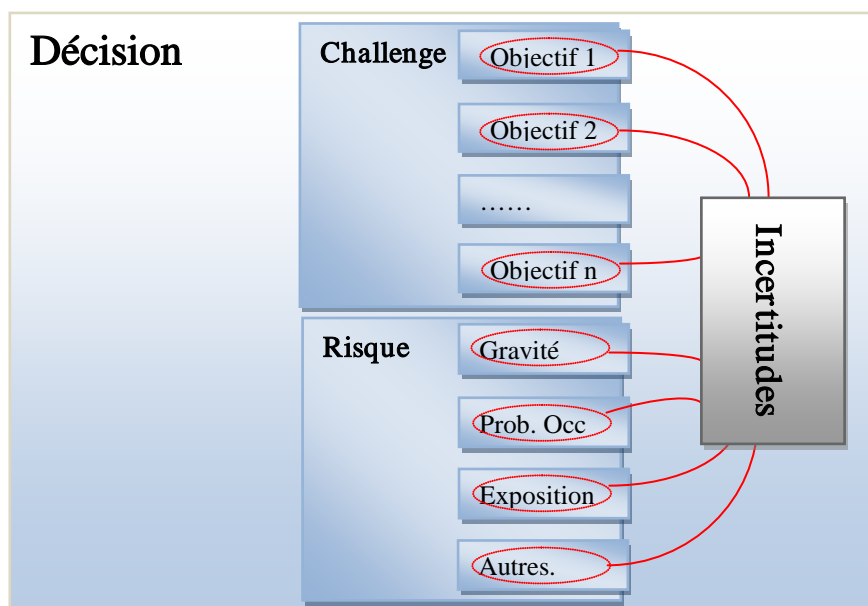 Décision
Challenge
Objectif 1
Objectif 2
......
Objectif n
Risque
Gravité
Prob. Occ
Exposition
Autres.
Incertitudes